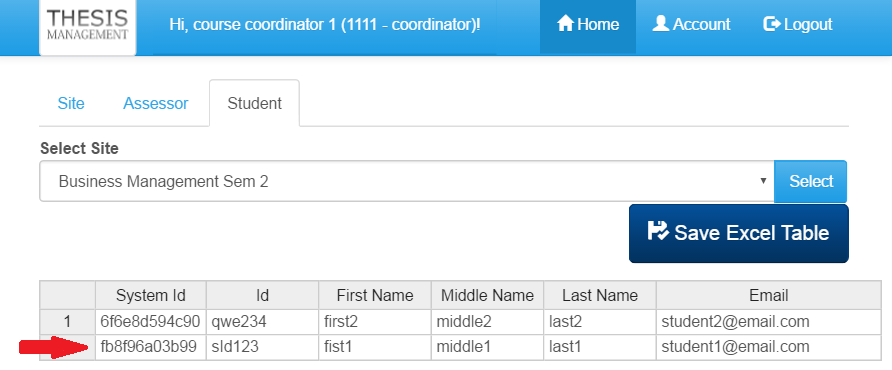 THESIS
MANAGEMENT
Hi, course coordinator 1 (1111 - coordinator)!
Home
Account
Logout
Site
Assessor
Student
Select Site
Business Management Sem 2
Select
Save Excel Table
System Id Id First Name Middle Name Last Name Email
1 6f6e8d594c90 qwe234 first2 middle2 last2 student2@email.com
fb8f96a03b99 sld123 fist1 middle1 last1 student1@email.com